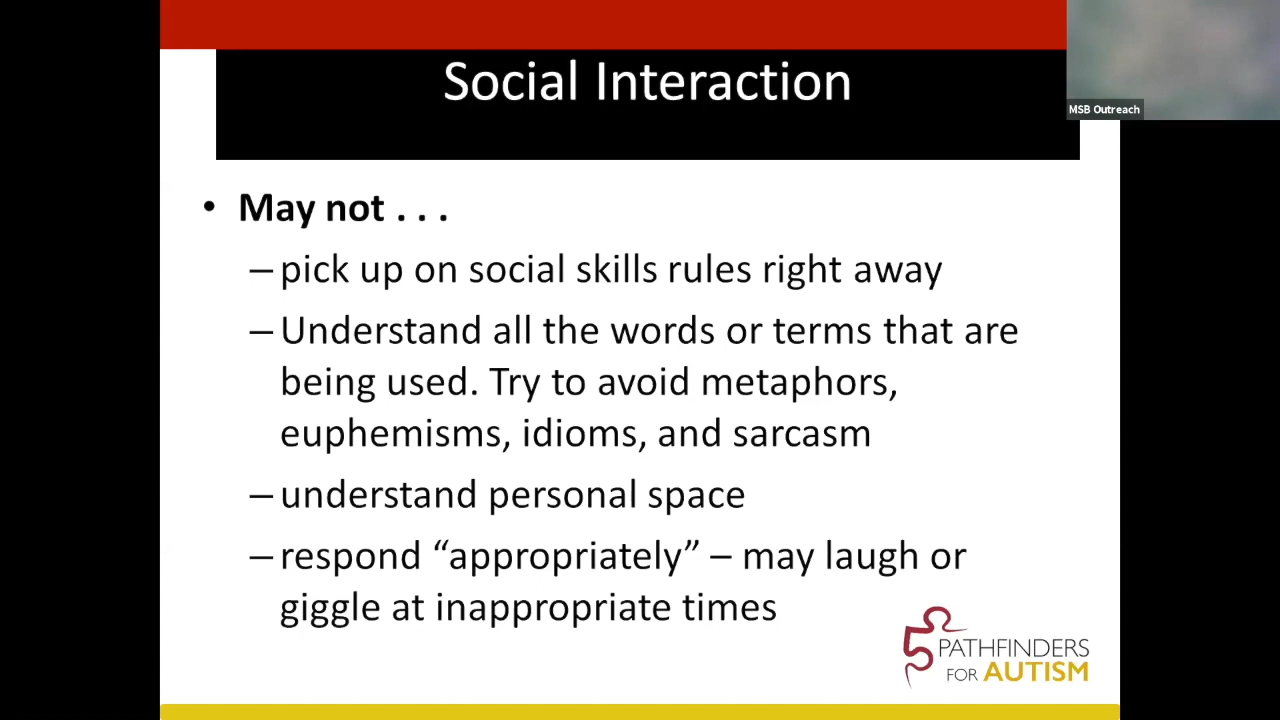 Social Interaction
MSB Outreach
• May not . . .
– pick up on social skills rules right away
– Understand all the words or terms that are
being used. Try to avoid metaphors,
euphemisms, idioms, and sarcasm
– understand personal space
– respond “appropriately” – may laugh or
giggle at inappropriate times
PATHFINDERS
FOR AUTISM